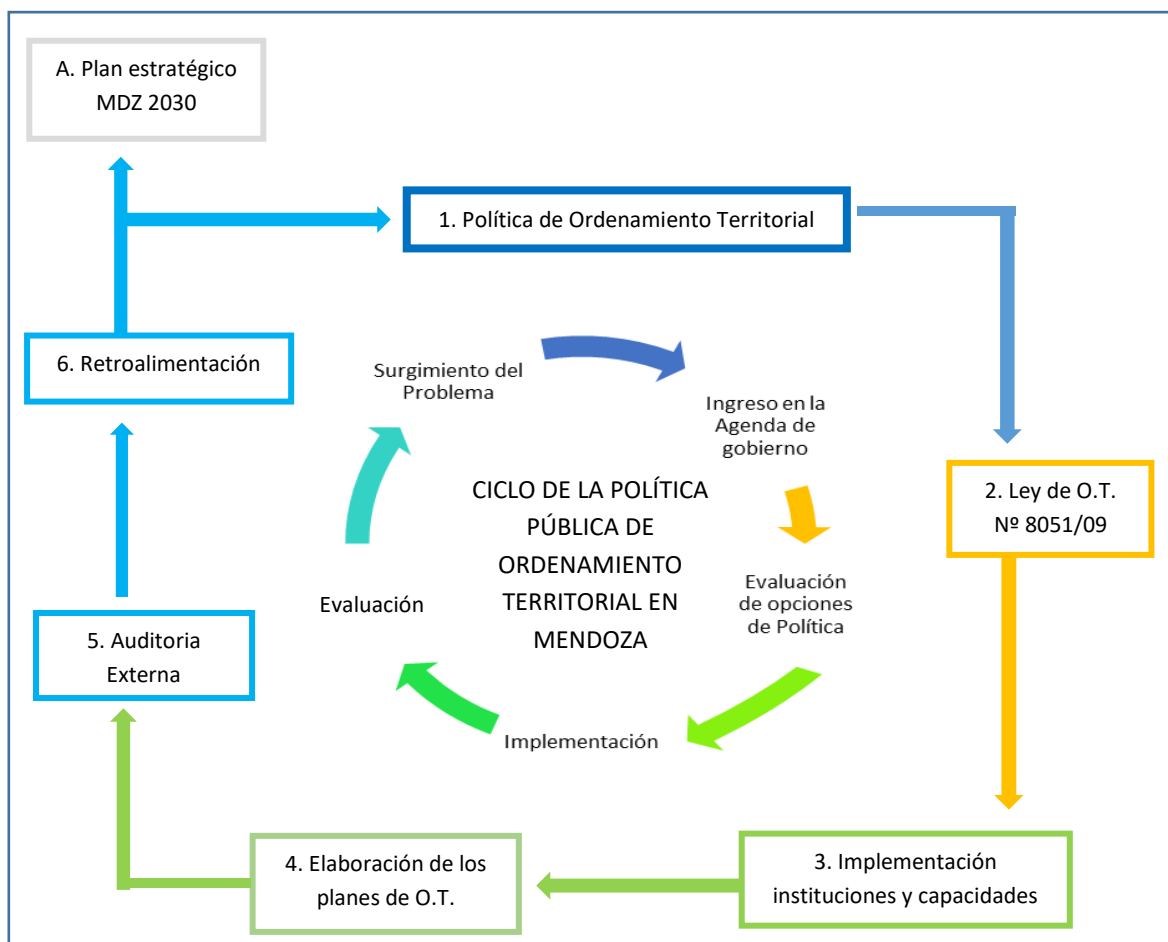 A. Plan estratégico
MDZ 2030
1. Política de Ordenamiento Territorial
6. Retroalimentación
Surgimiento del
Problema
Ingreso en la
Agenda de
gobierno
CICLO DE LA POLÍTICA
PÚBLICA DE
ORDENAMIENTO
TERRITORIAL EN
MENDOZA
2. Ley de O.T.
Nº 8051/09
Evaluación
de opciones
de Política
Evaluación
5. Auditoria
Externa
Implementación
4. Elaboración de los
planes de O.T.
3. Implementación
instituciones y capacidades